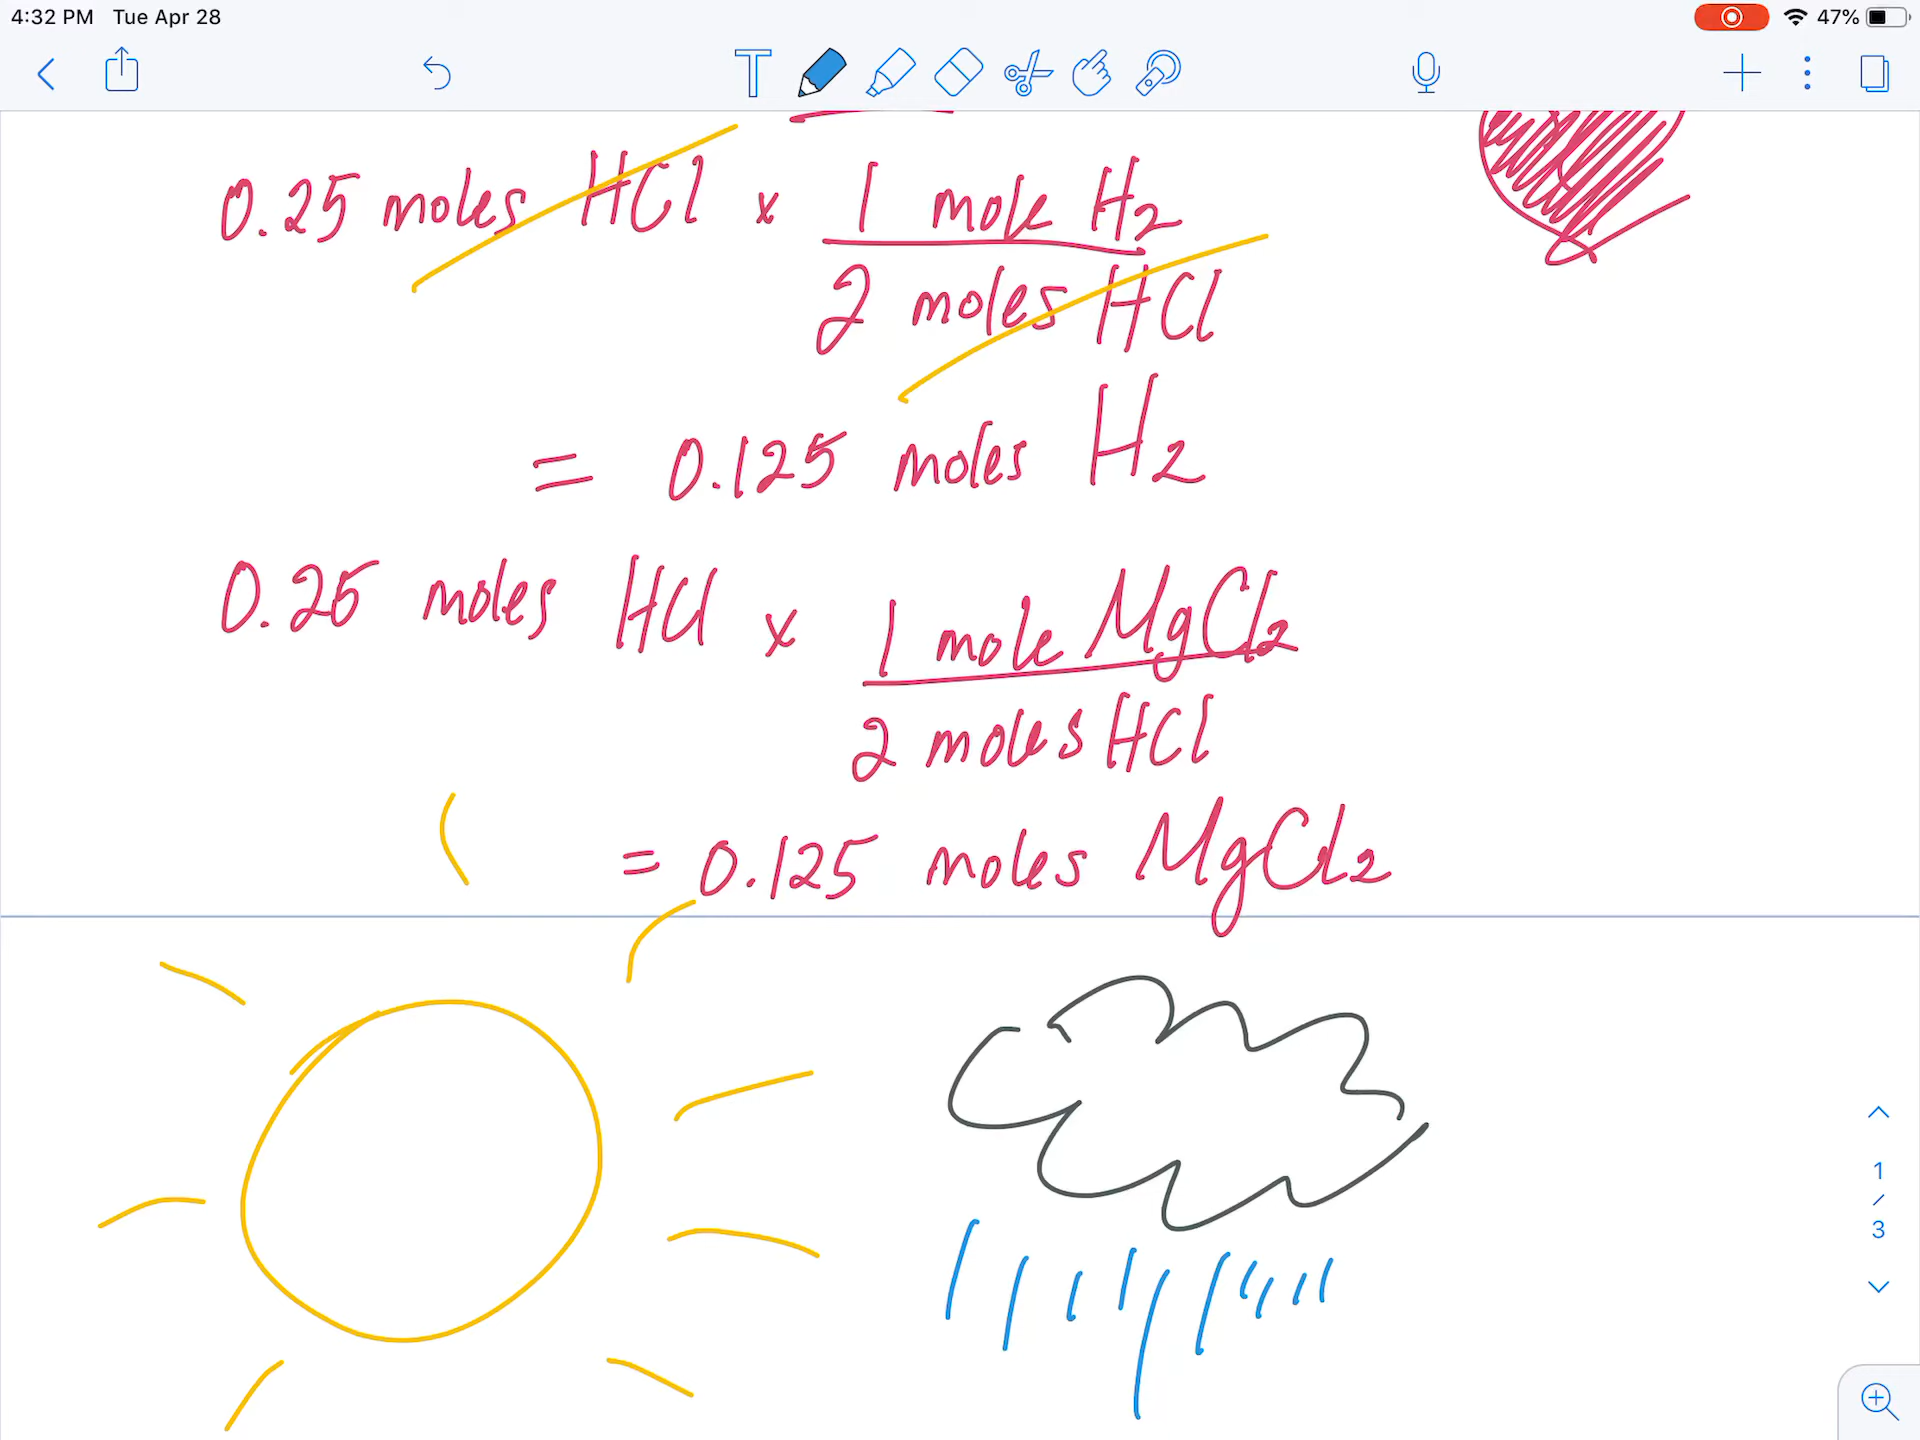 4:32 PM Tue Apr 28 47%
T
0.25 moles HCl x 1 mole H2
2 moles HCl
= 0.125 moles H2
0.25 moles HCl x 1 mole MgCl2
2 moles HCl
= 0.125 moles MgCl2
1
/
3